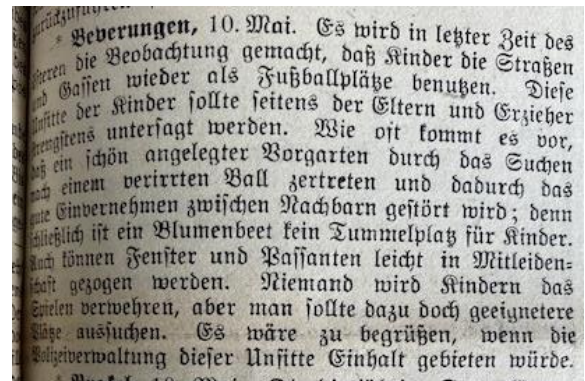 zurückzuführen
* Beverungen, 10. Mai. Es wird in letzter Zeit des
öfteren die Beobachtung gemacht, daß Kinder die Straßen
und Gassen wieder als Fußballplätze benutzen. Diese
Unsitte der Kinder sollte seitens der Eltern und Erzieher
strengstens untersagt werden. Wie oft kommt es vor,
daß ein schön angelegter Vorgarten durch das Suchen
nach einem verirrten Ball zertreten und dadurch das
gute Einvernehmen zwischen Nachbarn gestört wird; denn
schließlich ist ein Blumenbeet kein Tummelplatz für Kinder.
Auch können Fenster und Passanten leicht in Mitleiden-
schaft gezogen werden. Niemand wird Kindern das
Spielen verwehren, aber man sollte dazu doch geeignetere
Plätze aussuchen. Es wäre zu begrüßen, wenn die
Polizeiverwaltung dieser Unsitte Einhalt gebieten würde.